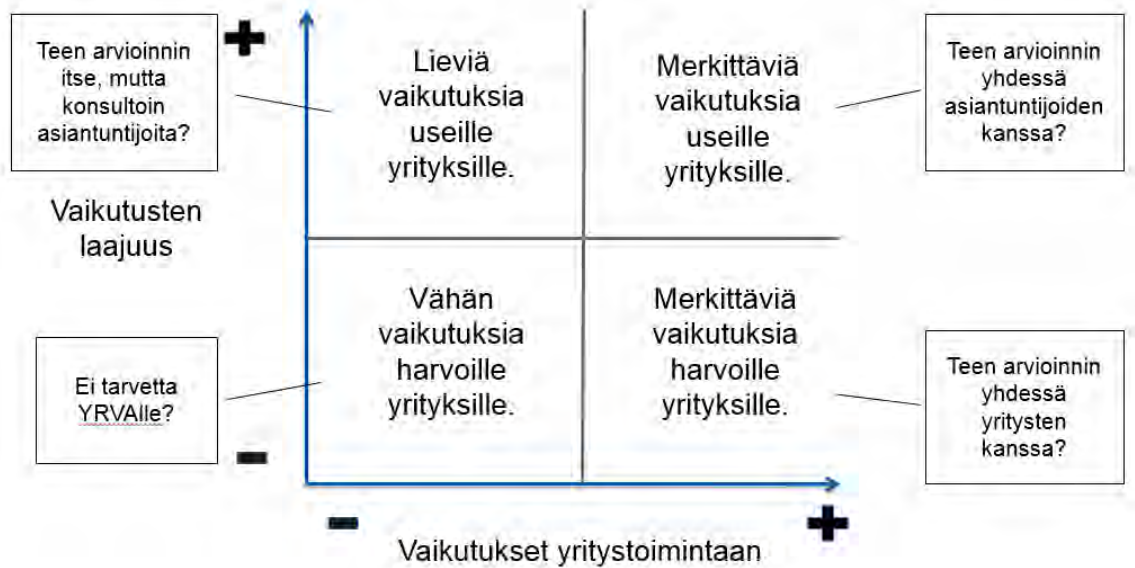 Teen arvioinnin
itse, mutta
konsultoin
asiantuntijoita?
+
Lieviä
vaikutuksia
useille
yrityksille.
Merkittäviä
vaikutuksia
useille
yrityksille.
Teen arvioinnin
yhdessä
asiantuntijoiden
kanssa?
Vaikutusten
laajuus
Ei tarvetta
YRVAlle?
-
Vähän
vaikutuksia
harvoille
yrityksille.
Merkittäviä
vaikutuksia
harvoille
yrityksille.
Teen arvioinnin
yhdessä
yritysten
kanssa?
- +
Vaikutukset yritystoimintaan